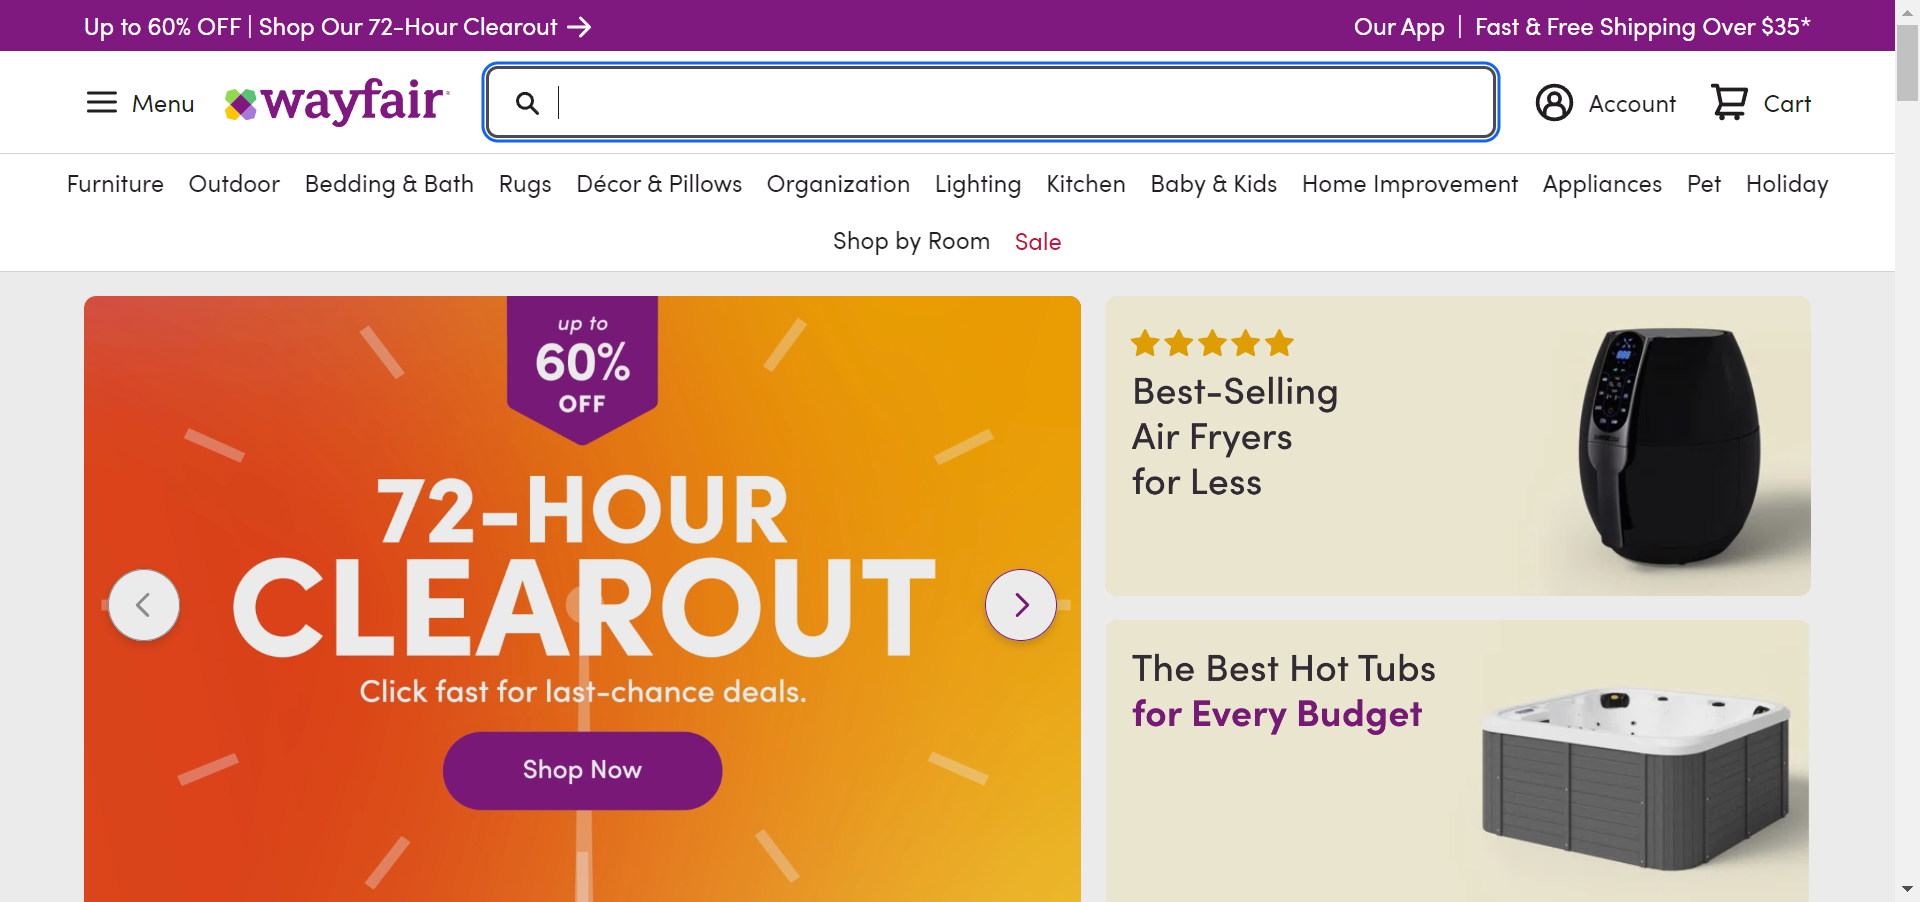 Up to 60% OFF | Shop Our 72-Hour Clearout
Our App | Fast & Free Shipping Over $35*
Menu
wayfair
Account
Cart
Furniture Outdoor Bedding & Bath Rugs Décor & Pillows Organization Lighting Kitchen Baby & Kids Home Improvement Appliances Pet Holiday
Shop by Room Sale
up to
60%
OFF
72-HOUR
CLEAROUT
Click fast for last-chance deals.
Shop Now
Best-Selling
Air Fryers
for Less
The Best Hot Tubs
for Every Budget